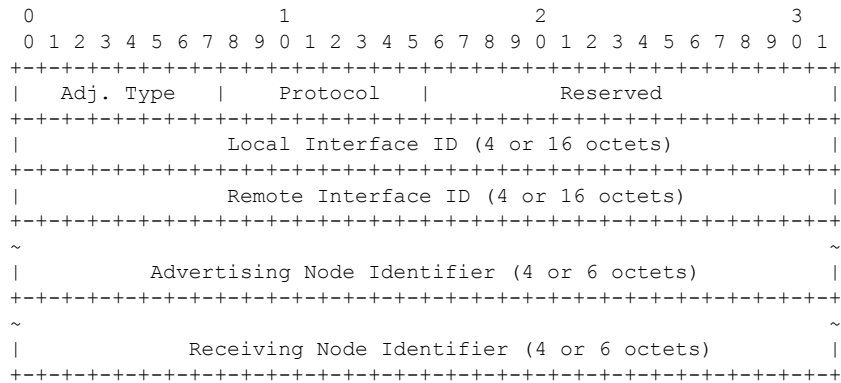 0                   1                   2                   3
 0 1 2 3 4 5 6 7 8 9 0 1 2 3 4 5 6 7 8 9 0 1 2 3 4 5 6 7 8 9 0 1
+-+-+-+-+-+-+-+-+-+-+-+-+-+-+-+-+-+-+-+-+-+-+-+-+-+-+-+-+-+-+-+-+
|   Adj. Type   |    Protocol   |          Reserved             |
+-+-+-+-+-+-+-+-+-+-+-+-+-+-+-+-+-+-+-+-+-+-+-+-+-+-+-+-+-+-+-+-+
|                Local Interface ID (4 or 16 octets)            |
+-+-+-+-+-+-+-+-+-+-+-+-+-+-+-+-+-+-+-+-+-+-+-+-+-+-+-+-+-+-+-+-+
|                Remote Interface ID (4 or 16 octets)           |
+-+-+-+-+-+-+-+-+-+-+-+-+-+-+-+-+-+-+-+-+-+-+-+-+-+-+-+-+-+-+-+-+
~                                                               ~
|          Advertising Node Identifier (4 or 6 octets)          |
+-+-+-+-+-+-+-+-+-+-+-+-+-+-+-+-+-+-+-+-+-+-+-+-+-+-+-+-+-+-+-+-+
~                                                               ~
|             Receiving Node Identifier (4 or 6 octets)         |
+-+-+-+-+-+-+-+-+-+-+-+-+-+-+-+-+-+-+-+-+-+-+-+-+-+-+-+-+-+-+-+-+